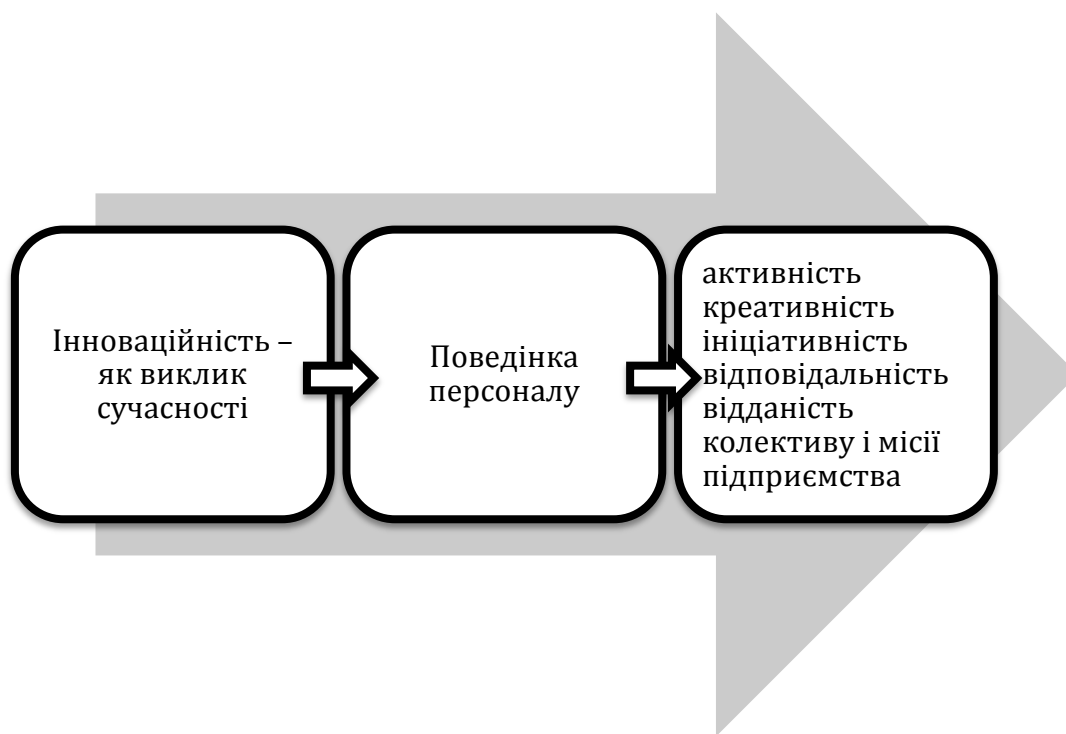 Інноваційність –
як виклик
сучасності
Поведінка
персоналу
активність
креативність
ініціативність
відповідальність
відданість
колективу і місії
підприємства